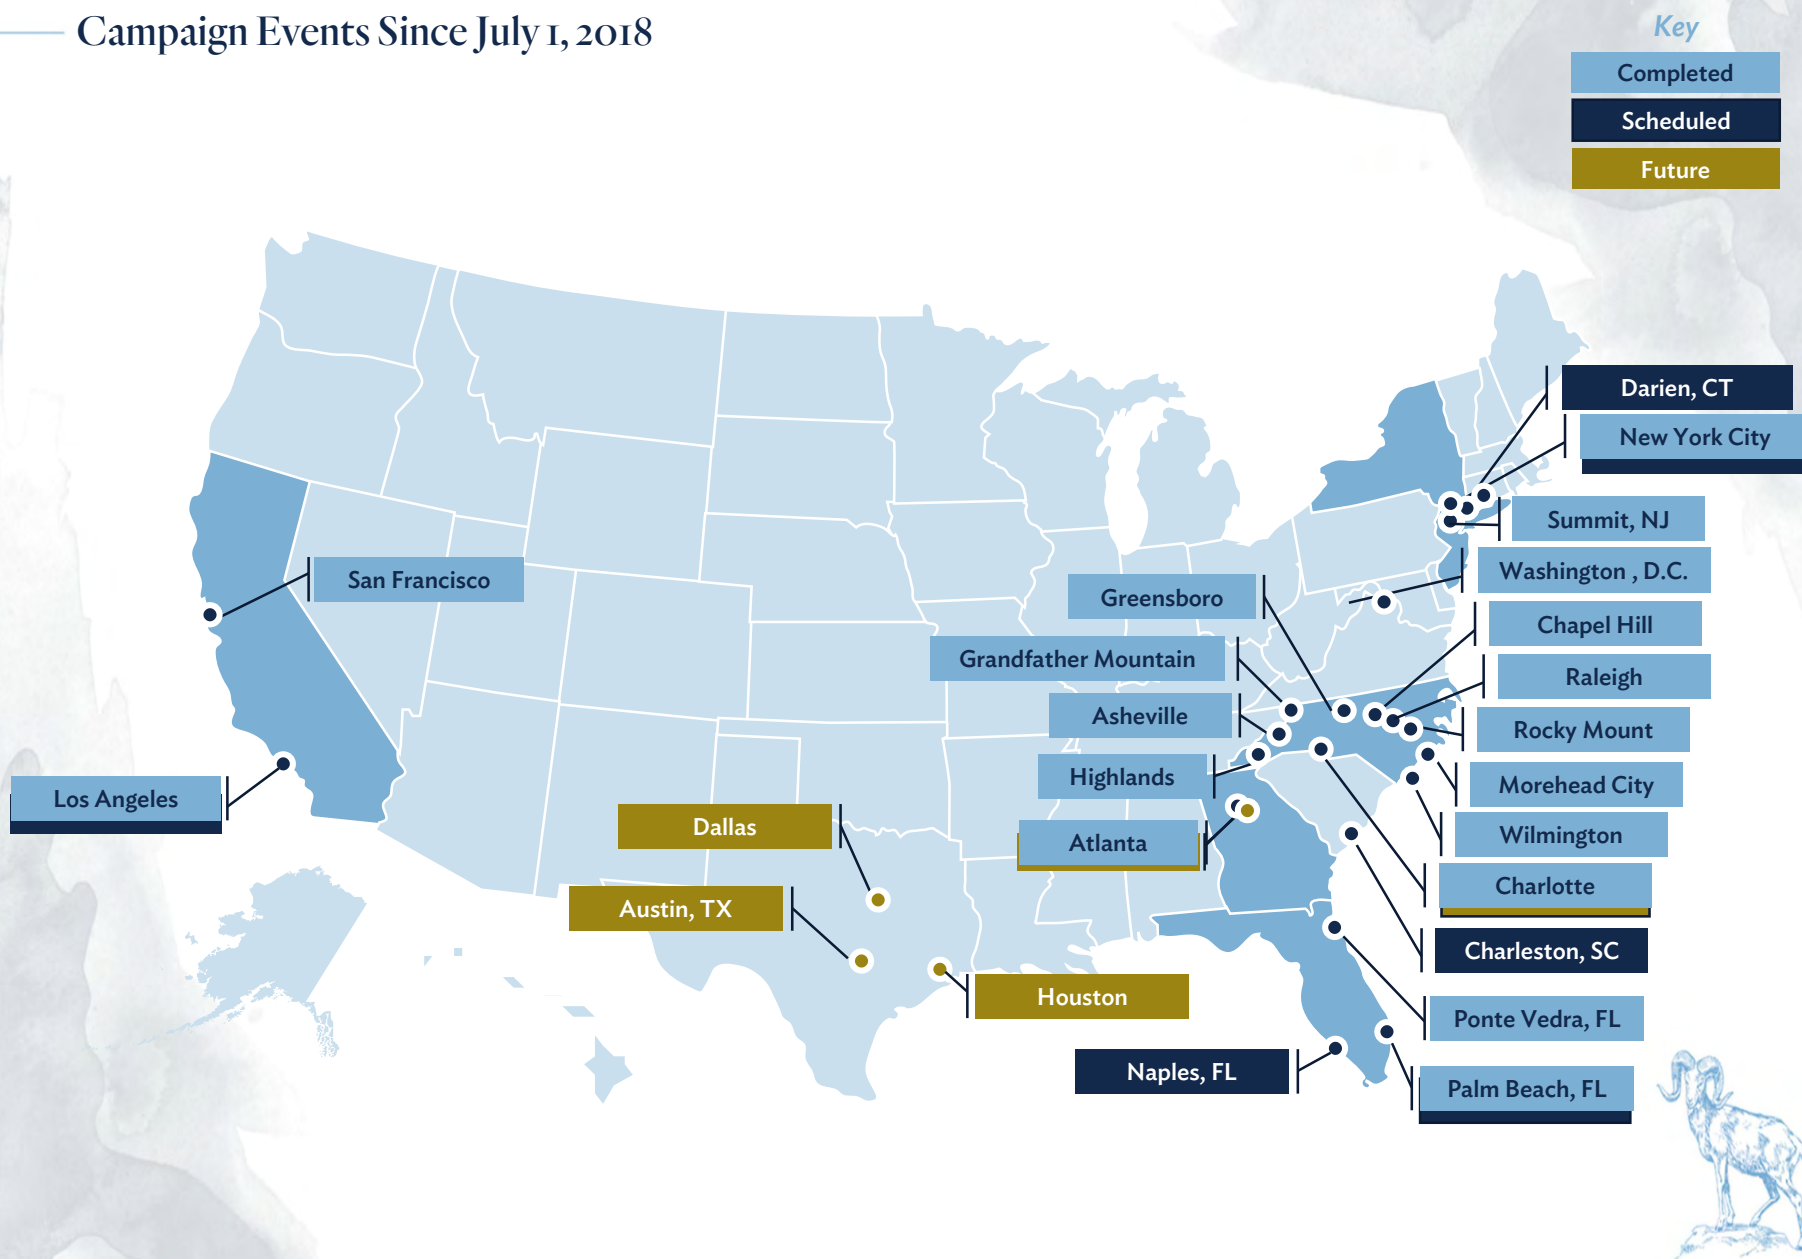 Campaign Events Since July 1, 2018
Key
Completed
Scheduled
Future
Darien, CT
New York City
Summit, NJ
Washington , D.C.
San Francisco
Greensboro
Chapel Hill
Grandfather Mountain
Raleigh
Asheville
Rocky Mount
Highlands
Morehead City
Los Angeles
Dallas
Atlanta
Wilmington
Charlotte
Austin, TX
Charleston, SC
Houston
Ponte Vedra, FL
Naples, FL
Palm Beach, FL